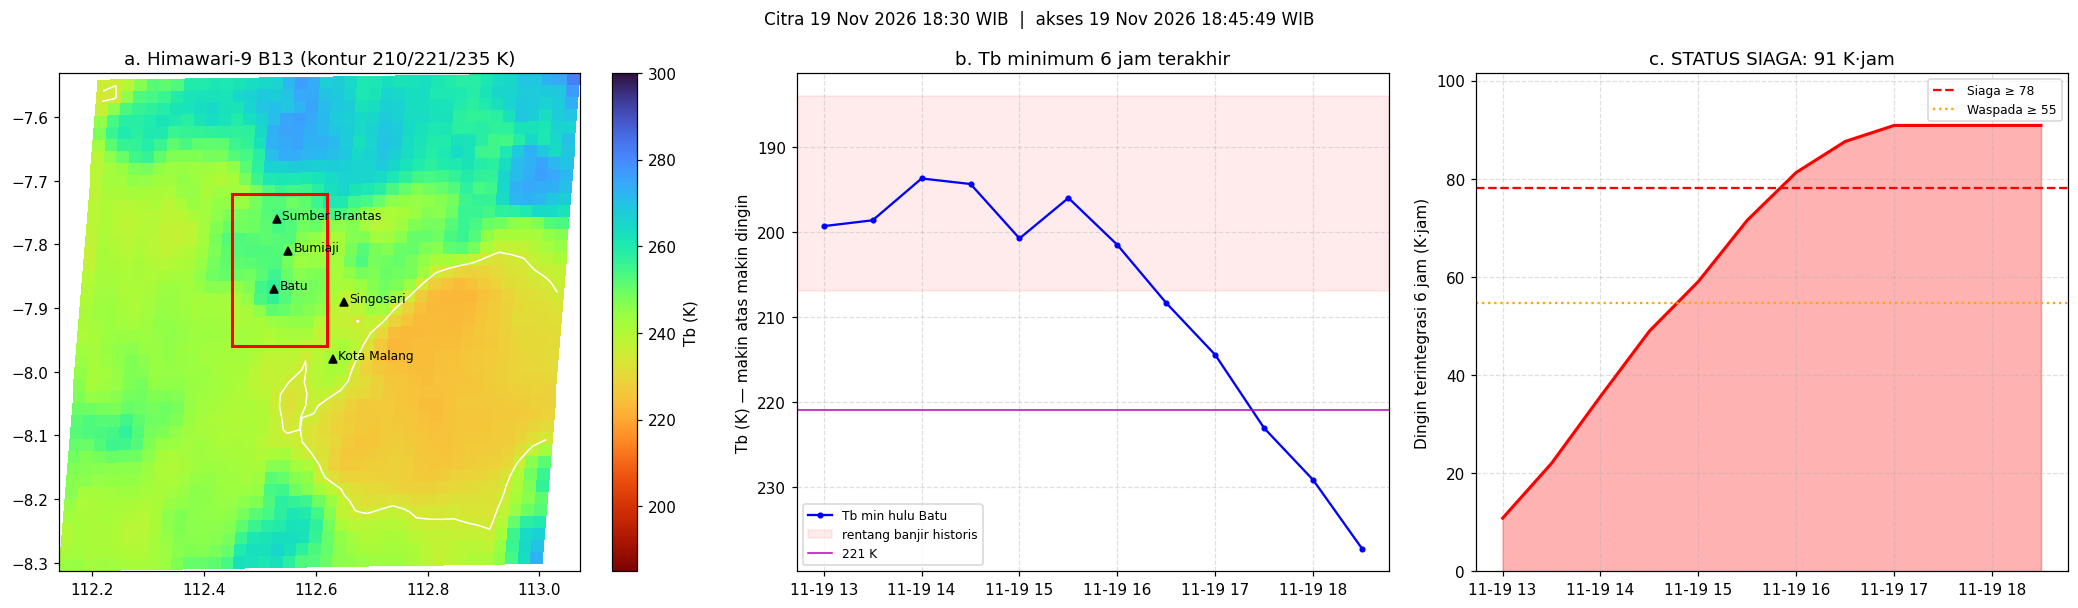 Citra 19 Nov 2026 18:30 WIB | akses 19 Nov 2026 18:45:49 WIB
a. Himawari-9 B13 (kontur 210/221/235 K)
−7.6
−7.7
−7.8
−7.9
−8.0
−8.1
−8.2
−8.3
112.2
112.4
112.6
112.8
113.0
Sumber Brantas
Bumiaji
Batu
Singosari
Kota Malang
300
280
260
240
220
200
Tb (K)
b. Tb minimum 6 jam terakhir
Tb (K) — makin atas makin dingin
190
200
210
220
230
Tb min hulu Batu
rentang banjir historis
221 K
11-19 13
11-19 14
11-19 15
11-19 16
11-19 17
11-19 18
c. STATUS SIAGA: 91 K·jam
Dingin terintegrasi 6 jam (K·jam)
100
80
60
40
20
0
Siaga ≥ 78
Waspada ≥ 55
11-19 13
11-19 14
11-19 15
11-19 16
11-19 17
11-19 18